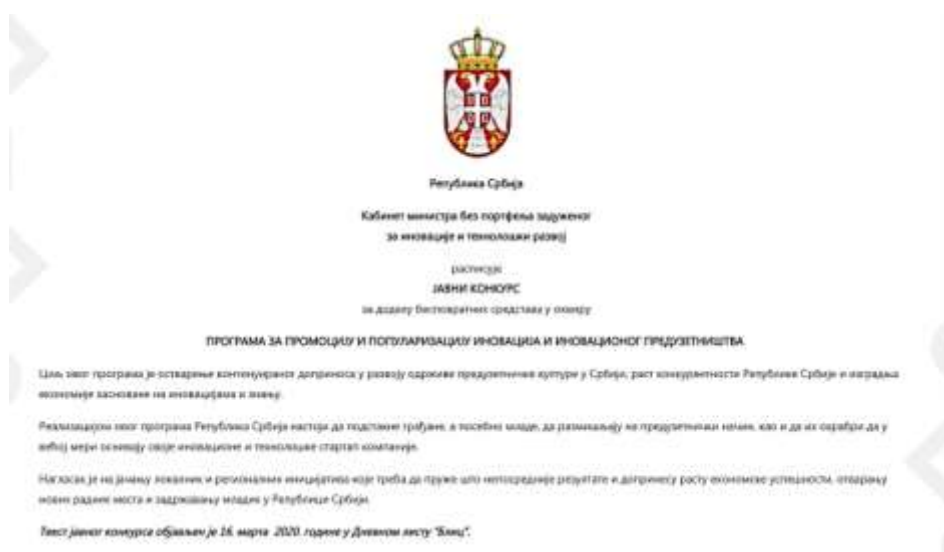 Република Србија
Кабинет министра без портфеља задуженог
за иновације и технолошки развој
расписује
ЈАВНИ КОНКУРС
за доделу бесповратних средстава у оквиру
ПРОГРАМА ЗА ПРОМОЦИЈУ И ПОПУЛАРИЗАЦИЈУ ИНОВАЦИЈА И ИНОВАЦИОНОГ ПРЕДУЗЕТНИШТВА
Циљ овог програма је остварење континуираног доприноса у развоју одрживе предузетничке културе у Србији, раст конкурентности Републике Србије и изградња
економије засноване на иновацијама и знању.
Реализацијом овог програма Република Србија настоји да подстакне грађане, а посебно младе, да размишљају на предузетнички начин, као и да их охрабри да у
већој мери оснивају своје иновационе и технолошке стартап компаније.
Нагласак је на јачању локалних и регионалних иницијатива које треба да пруже што непосредније резултате и допринесу расту економске успешности, отварању
нових радних места и задржавању младих у Републици Србији.
Текст јавног конкурса објављен је 16. марта 2020. године у Дневном листу "Блиц".